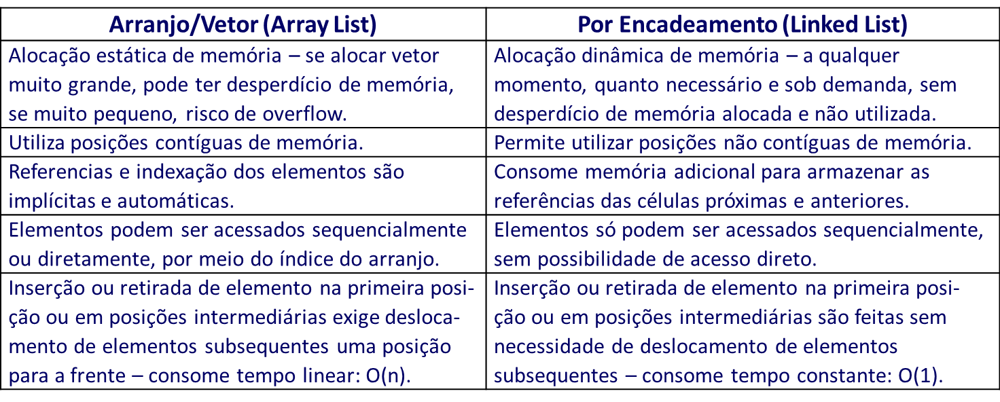 Arranjo/Vetor (Array List)
Por Encadeamento (Linked List)
Alocação estática de memória – se alocar vetor
muito grande, pode ter desperdício de memória,
se muito pequeno, risco de overflow.
Alocação dinâmica de memória – a qualquer
momento, quanto necessário e sob demanda, sem
desperdício de memória alocada e não utilizada.
Utiliza posições contíguas de memória.
Permite utilizar posições não contíguas de memória.
Referencias e indexação dos elementos são
implícitas e automáticas.
Consome memória adicional para armazenar as
referências das células próximas e anteriores.
Elementos podem ser acessados sequencialmente
ou diretamente, por meio do índice do arranjo.
Elementos só podem ser acessados sequencialmente,
sem possibilidade de acesso direto.
Inserção ou retirada de elemento na primeira posi-
ção ou em posições intermediárias exige desloca-
mento de elementos subsequentes uma posição
para a frente – consome tempo linear: O(n).
Inserção ou retirada de elemento na primeira posi-
ção ou em posições intermediárias são feitas sem
necessidade de deslocamento de elementos
subsequentes – consome tempo constante: O(1).